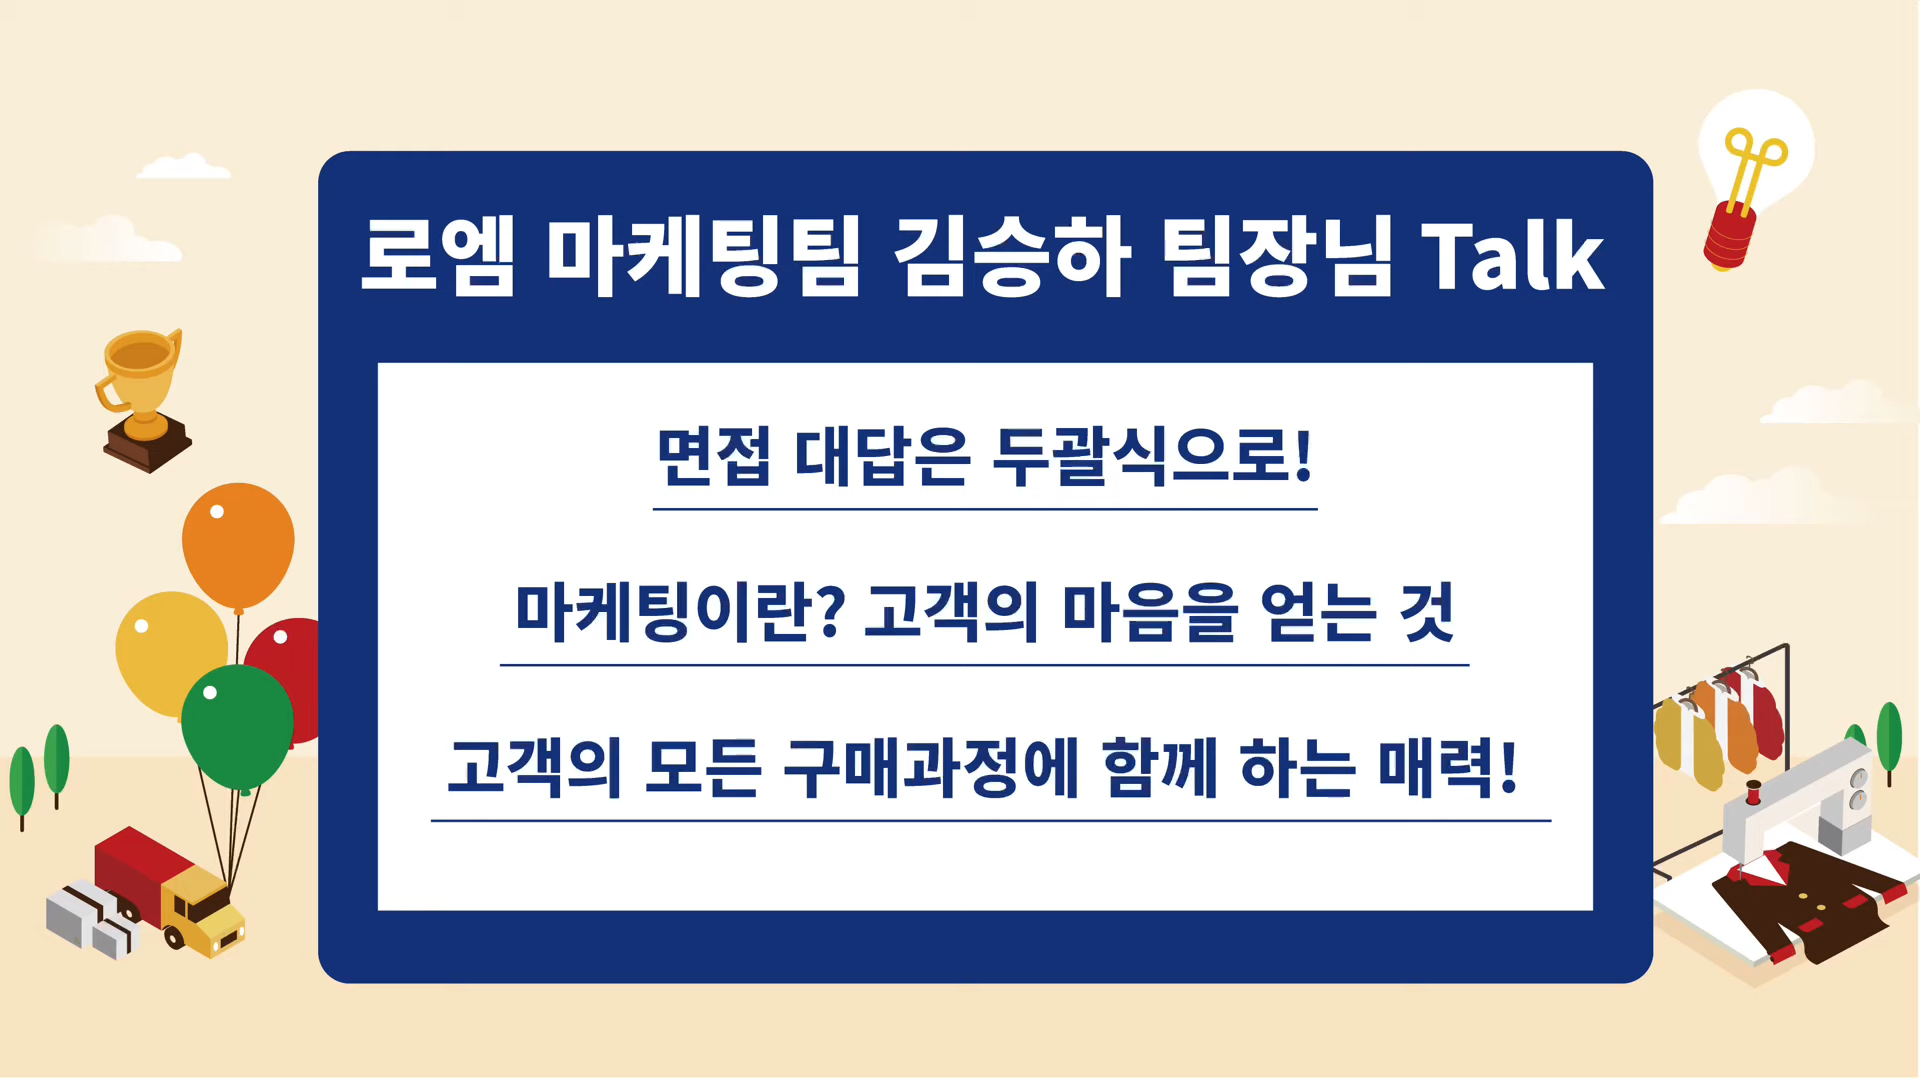 로엠 마케팅팀 김승하 팀장님 Talk
면접 대답은 두괄식으로!
마케팅이란? 고객의 마음을 얻는 것
고객의 모든 구매과정에 함께 하는 매력!